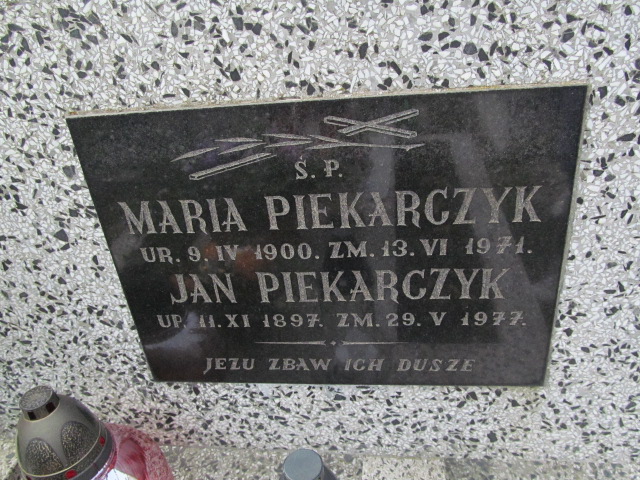 Ś. P.
MARIA PIEKARCZYK
UR. 9. IV 1900. ZM. 13. VI 1971.
JAN PIEKARCZYK
UR. 11. XI 1897. ZM. 29. V 1977.
JEZU ZBAW ICH DUSZE